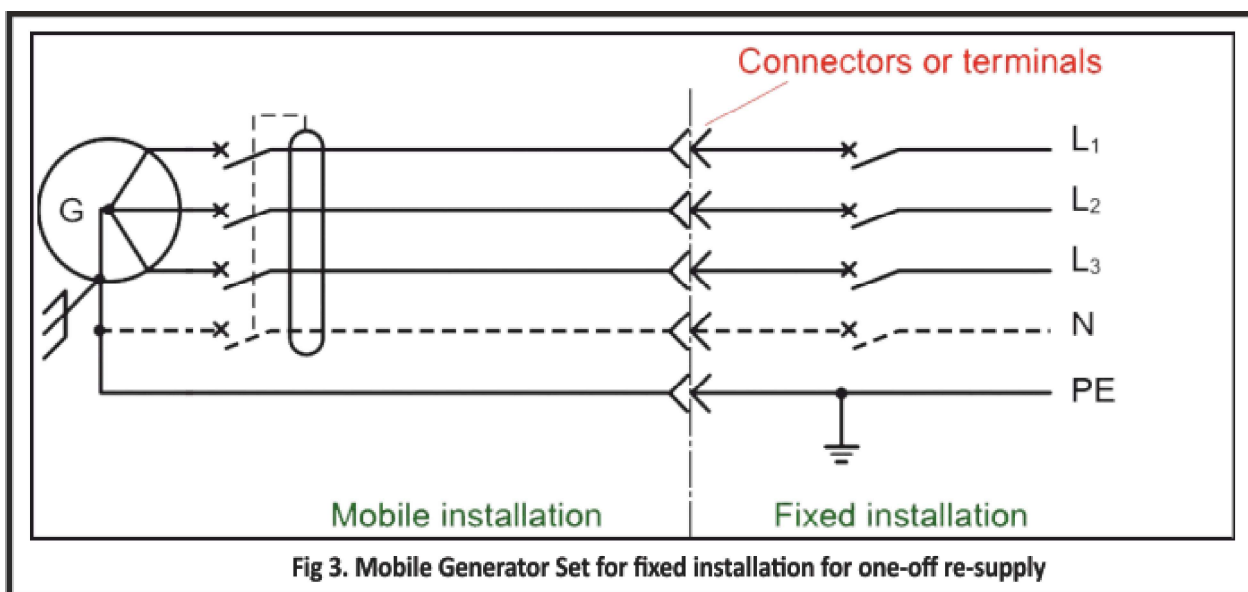 Connectors or terminals
L₁
G
L₂
L₃
N
PE
Mobile installation
Fixed installation
Fig 3. Mobile Generator Set for fixed installation for one-off re-supply